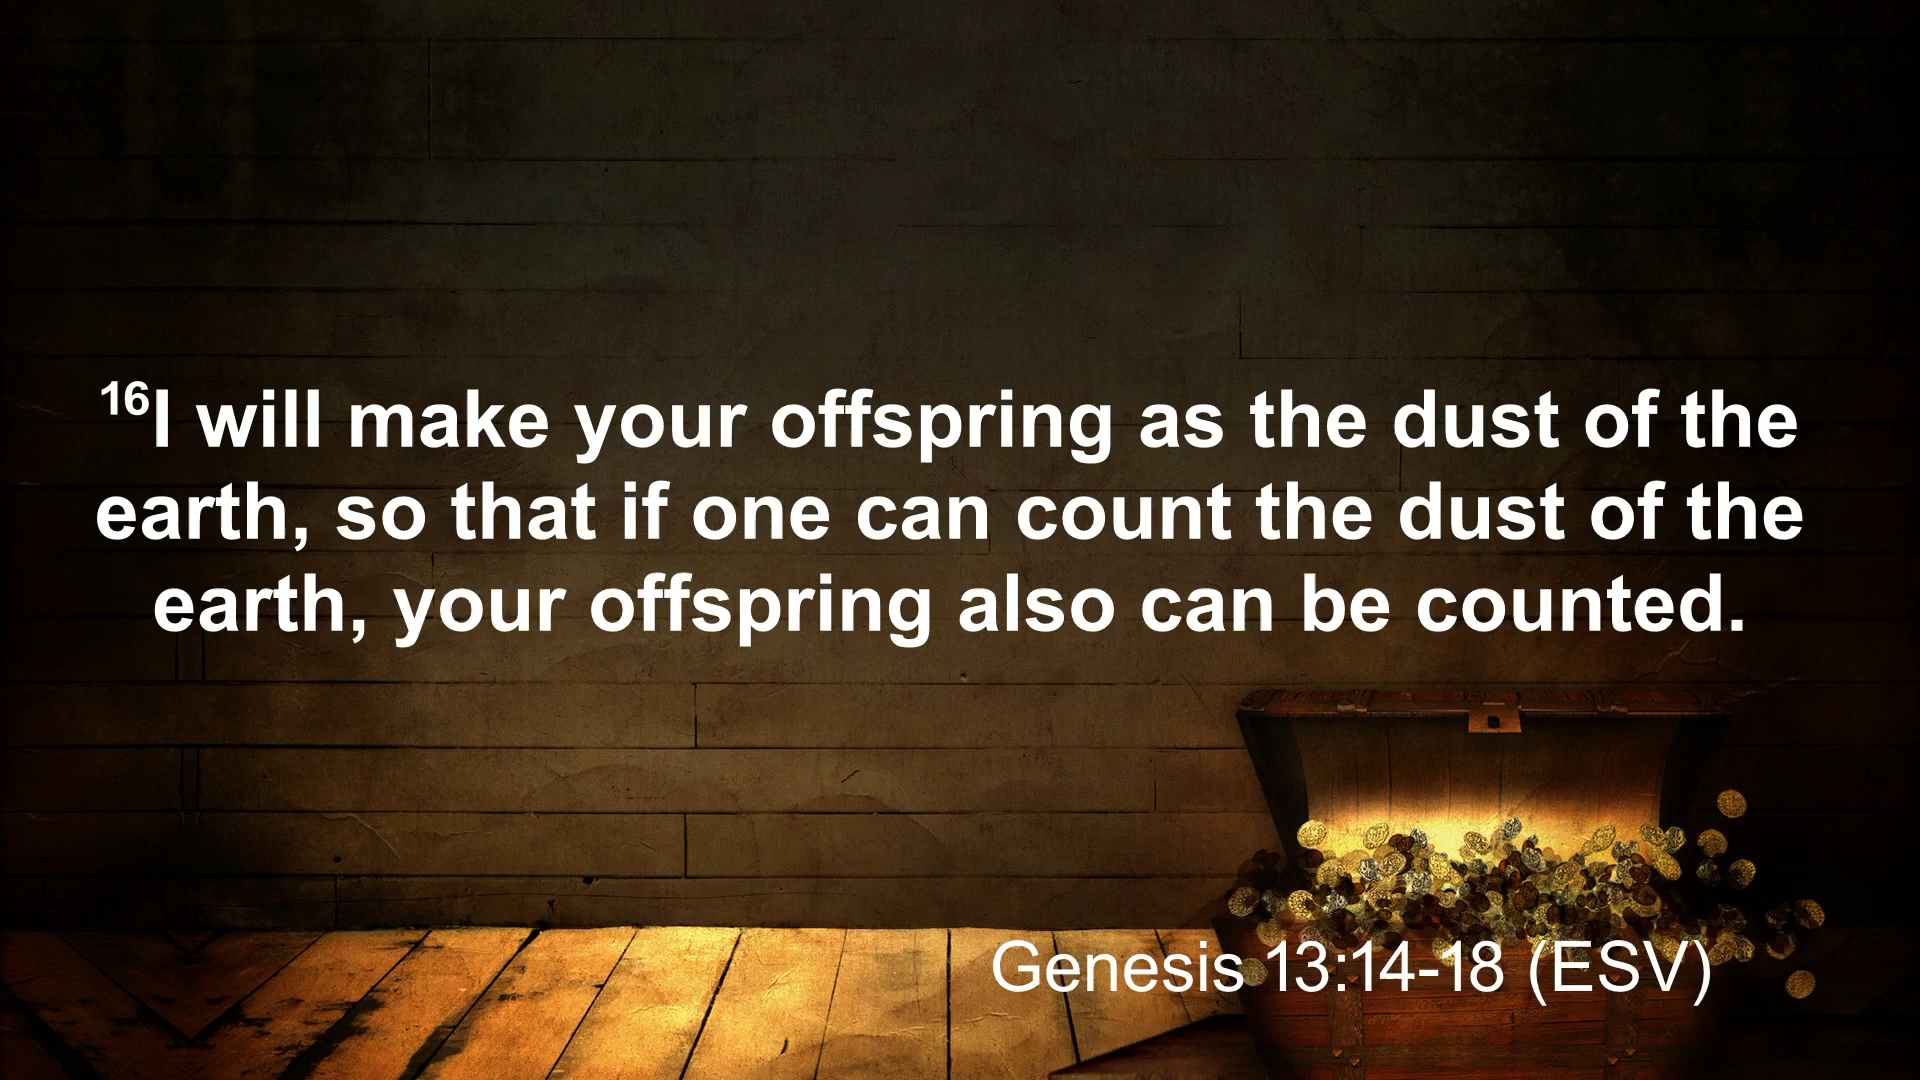 16I will make your offspring as the dust of the
earth, so that if one can count the dust of the
earth, your offspring also can be counted.
Genesis 13:14-18 (ESV)